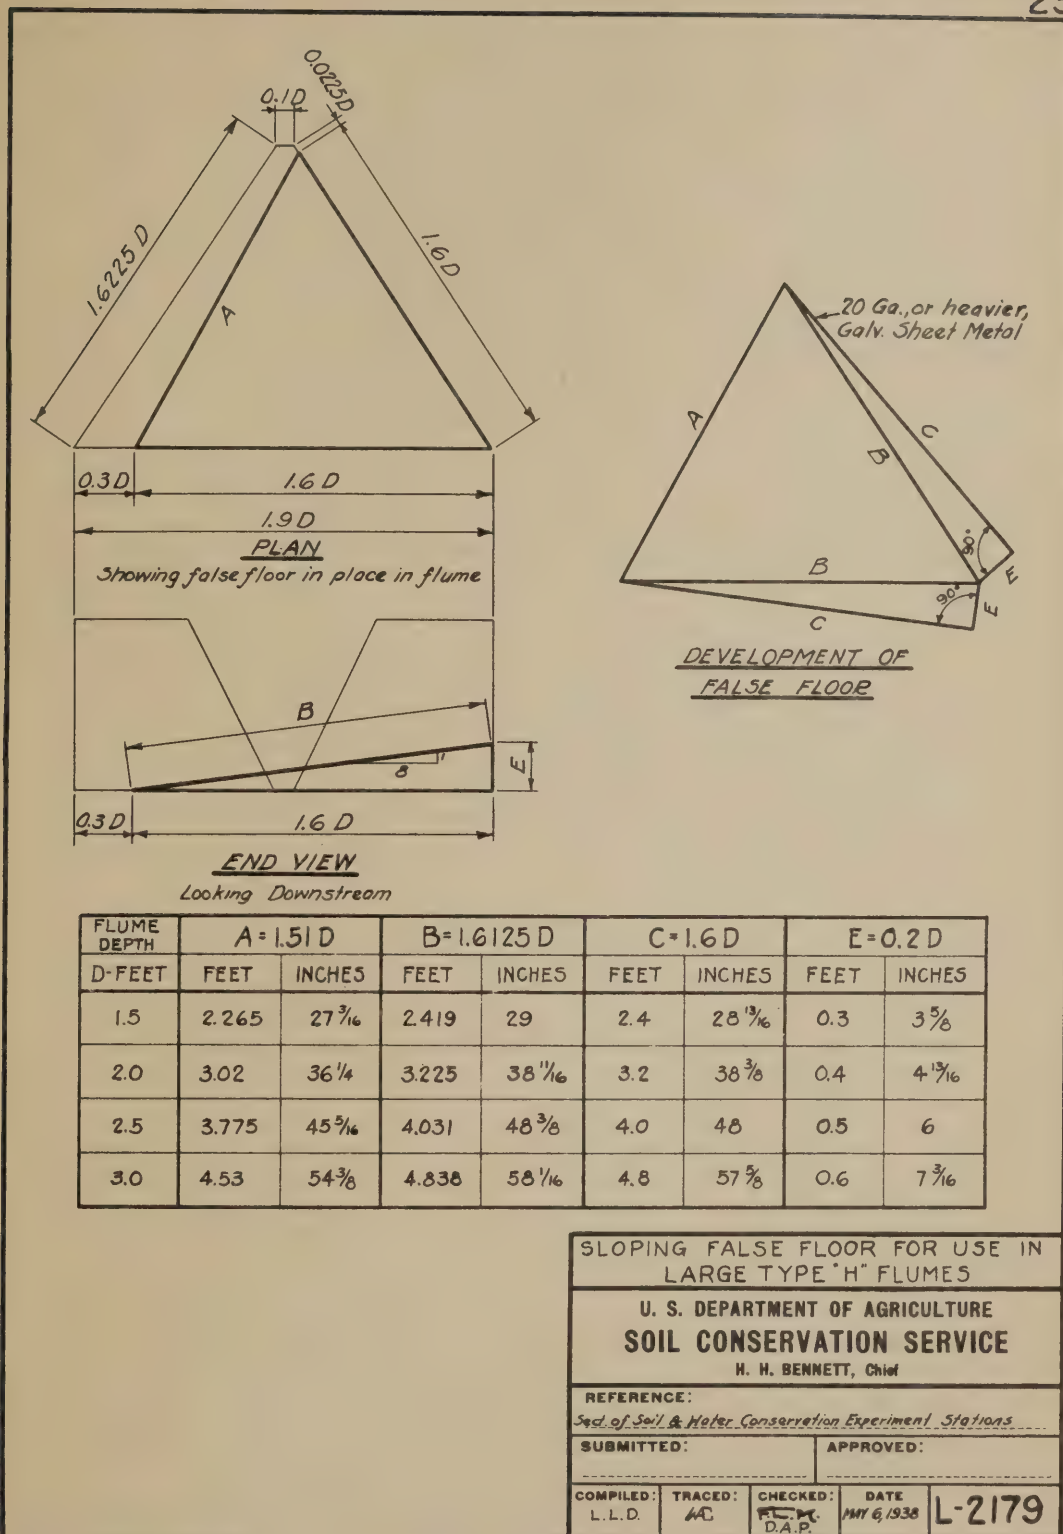 0.1D
0.0225D
1.6225 D
A
1.6 D
0.3 D
1.6 D
1.9 D
PLAN
Showing false floor in place in flume
20 Ga., or heavier,
Galv. Sheet Metal
A
B
C
90°
E
B
90°
E
C
DEVELOPMENT OF
FALSE FLOOR
B
8
1
E
0.3 D
1.6 D
END VIEW
Looking Downstream
FLUME DEPTH A=1.51 D B=1.6125 D C=1.6 D E=0.2 D
D-FEET FEET INCHES FEET INCHES FEET INCHES FEET INCHES
1.5 2.265 27 3/16 2.419 29 2.4 28 13/16 0.3 3 5/8
2.0 3.02 36 1/4 3.225 38 11/16 3.2 38 3/8 0.4 4 13/16
2.5 3.775 45 5/16 4.031 48 3/8 4.0 48 0.5 6
3.0 4.53 54 3/8 4.838 58 1/16 4.8 57 5/8 0.6 7 3/16
SLOPING FALSE FLOOR FOR USE IN
LARGE TYPE "H" FLUMES
U. S. DEPARTMENT OF AGRICULTURE
SOIL CONSERVATION SERVICE
H. H. BENNETT, Chief
REFERENCE:
Sect. of Soil & Water Conservation Experiment Stations
SUBMITTED: APPROVED:
COMPILED: TRACED: CHECKED: DATE
L.L.D. MAY 6, 1938 L-2179
D.A.P.